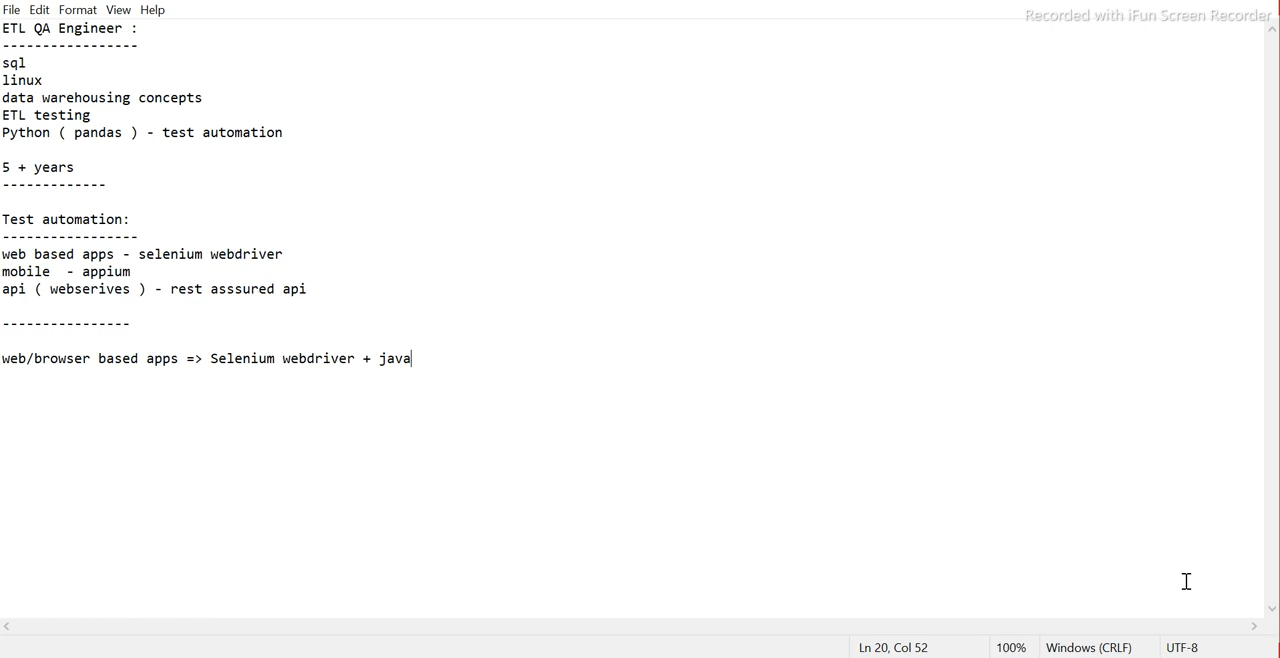 File Edit Format View Help
Recorded with iFun Screen Recorder
ETL QA Engineer :
-----------------
sql
linux
data warehousing concepts
ETL testing
Python ( pandas ) - test automation
5 + years
-------------
Test automation:
-----------------
web based apps - selenium webdriver
mobile  - appium
api ( webserives ) - rest asssured api
----------------
web/browser based apps => Selenium webdriver + java
Ln 20, Col 52 100% Windows (CRLF) UTF-8